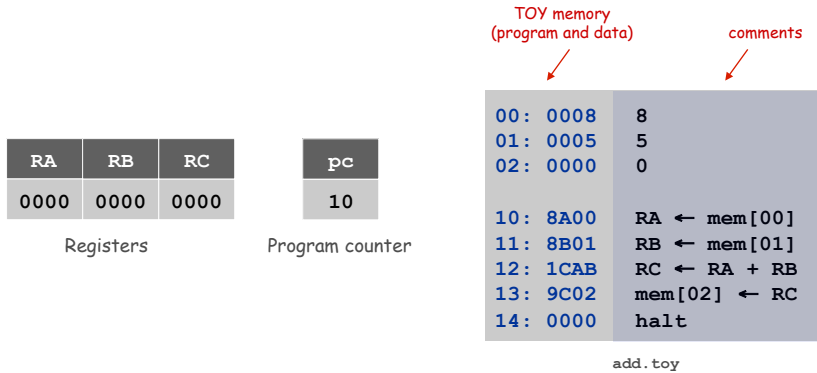 TOY memory
(program and data)
comments
RA RB RC
0000 0000 0000
Registers
pc
10
Program counter
00: 0008 8
01: 0005 5
02: 0000 0
10: 8A00 RA ← mem[00]
11: 8B01 RB ← mem[01]
12: 1CAB RC ← RA + RB
13: 9C02 mem[02] ← RC
14: 0000 halt
add.toy